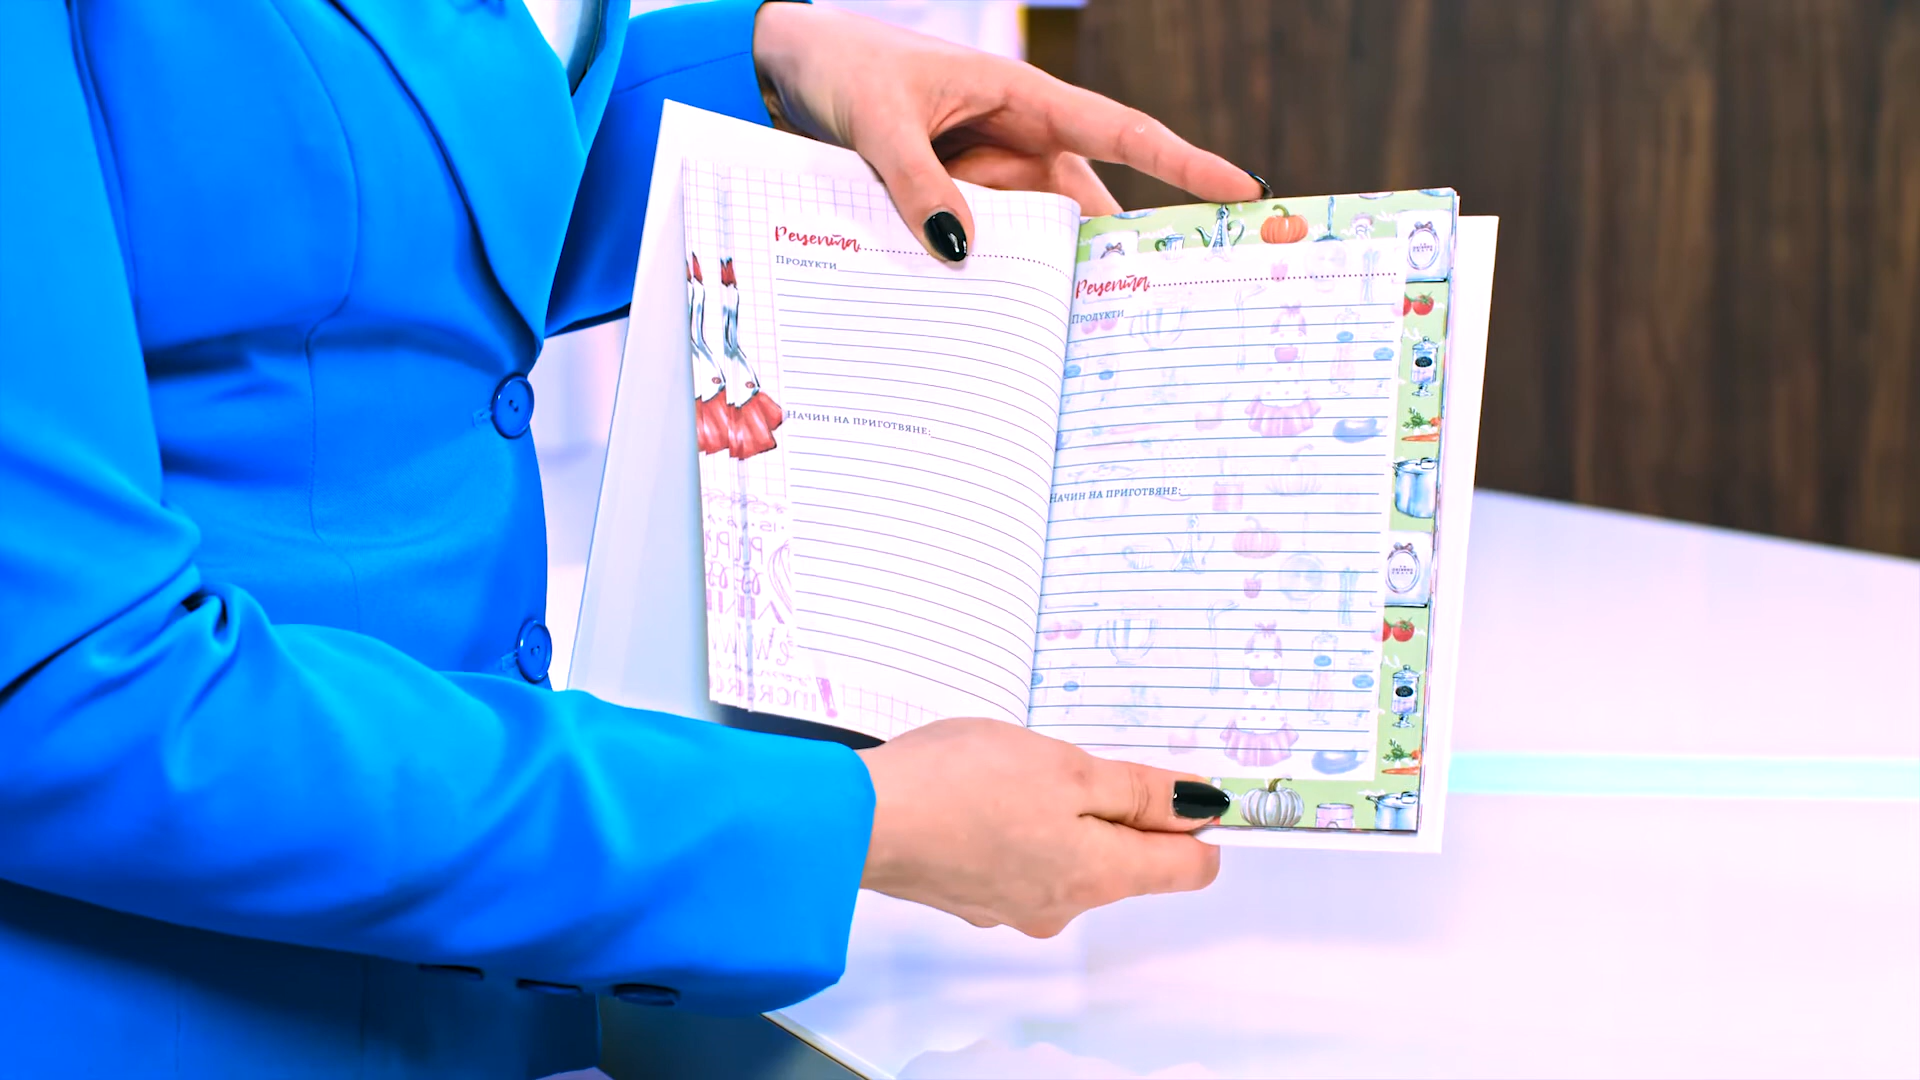 Рецепта
Продукти
Начин на приготвяне:
Рецепта
Продукти
Начин на приготвяне: